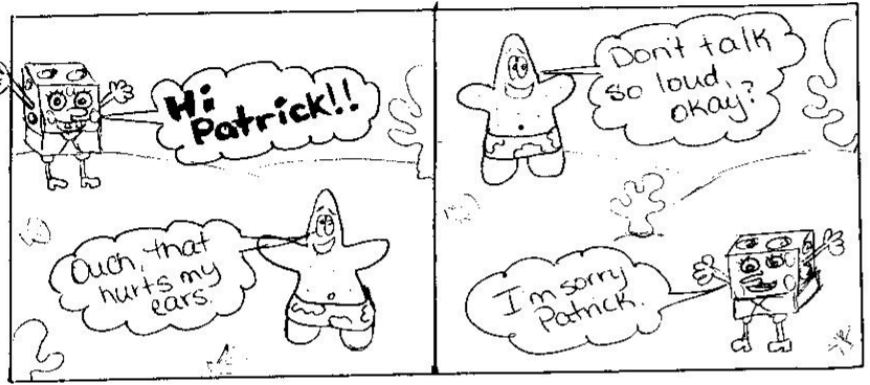 Hi
Patrick!!
Ouch, that
hurts my
ears.
Don't talk
so loud,
okay?
I'm sorry
Patrick.